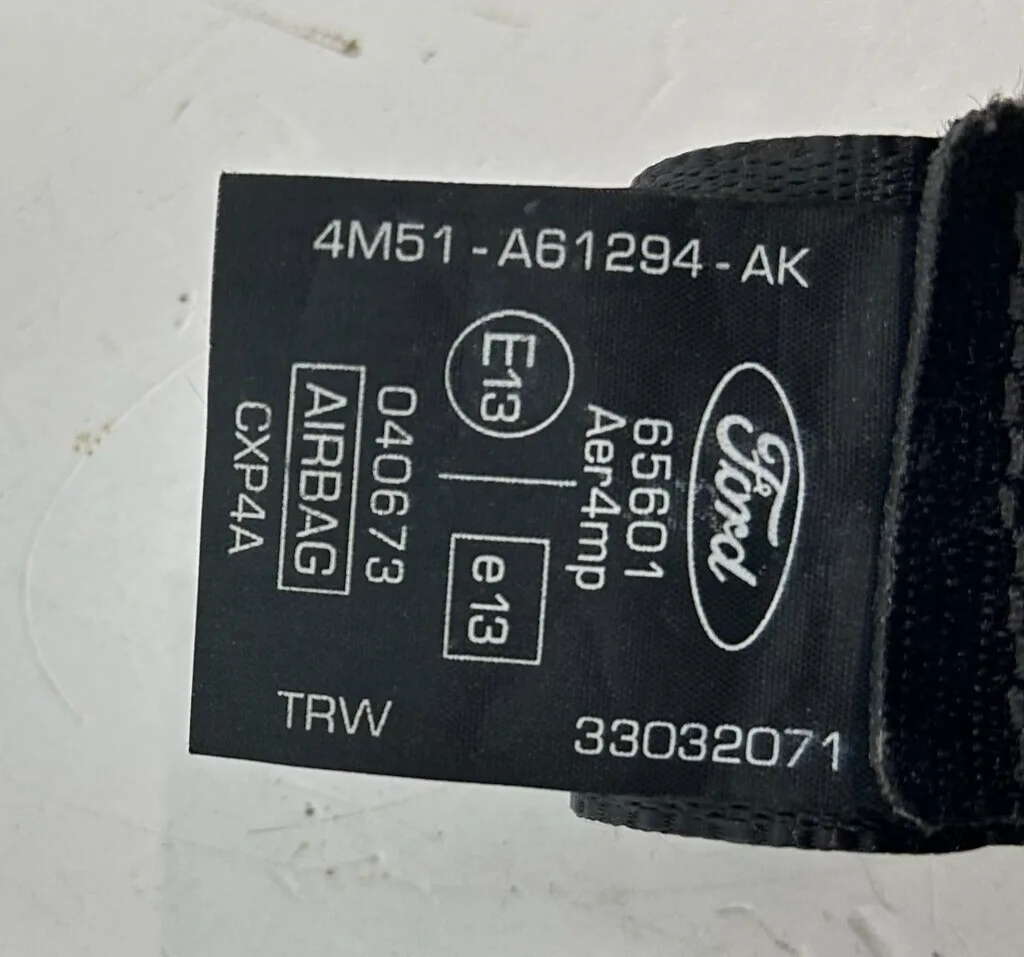 4M51-A61294-AK
Ford
65601
Aer4mp
E13
e13
040673
AIRBAG
CXP4A
TRW
33032071